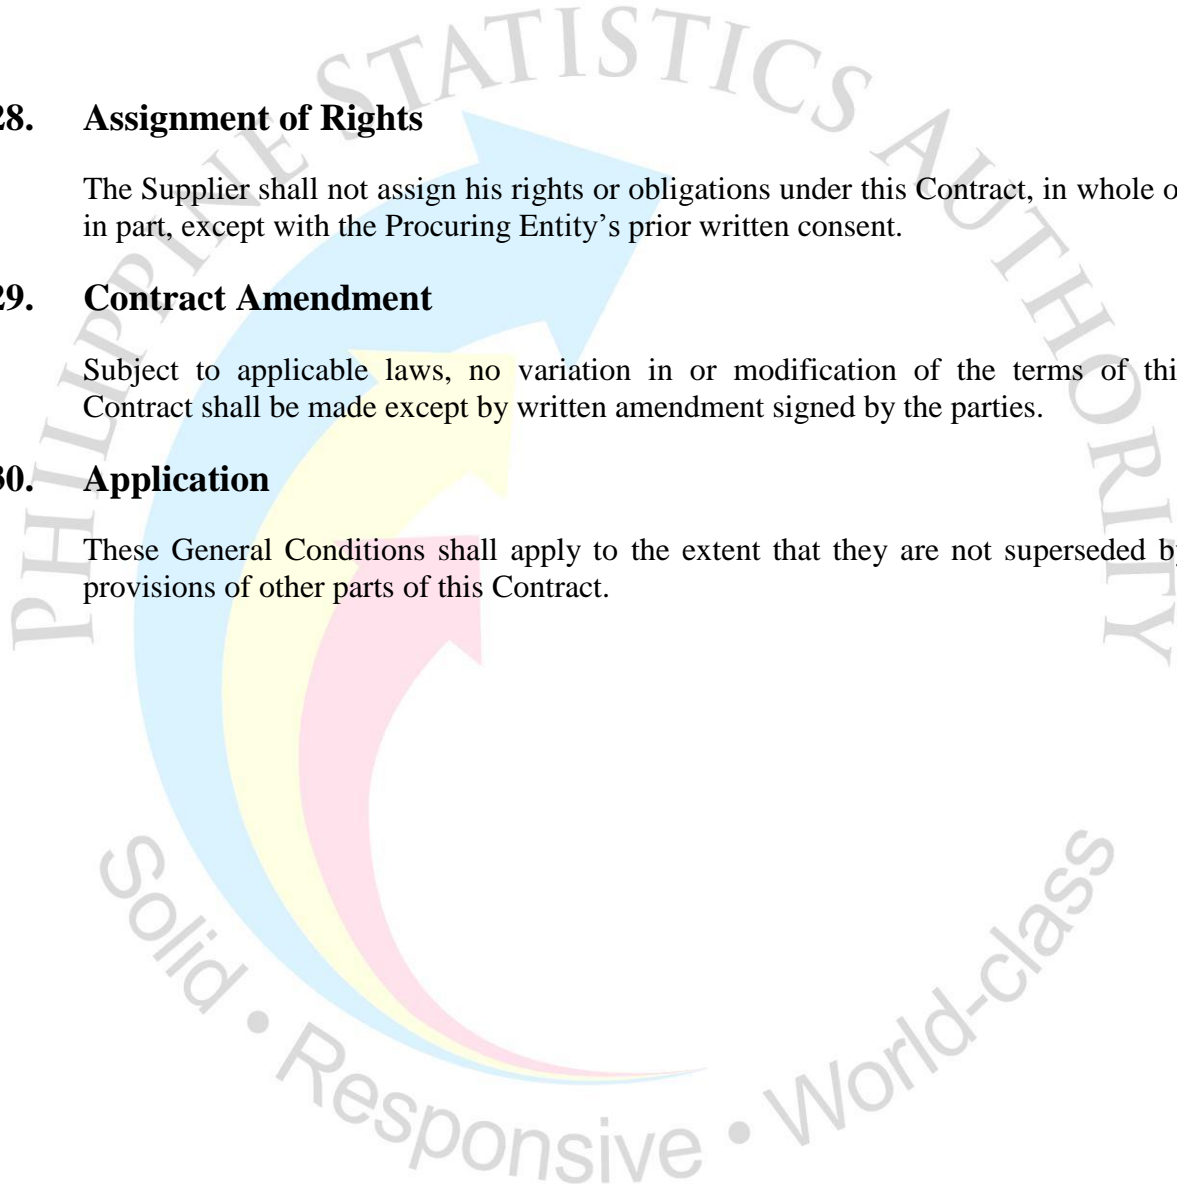 PHILIPPINE STATISTICS AUTHORITY
28. Assignment of Rights
The Supplier shall not assign his rights or obligations under this Contract, in whole o
in part, except with the Procuring Entity’s prior written consent.
29. Contract Amendment
Subject to applicable laws, no variation in or modification of the terms of thi
Contract shall be made except by written amendment signed by the parties.
30. Application
These General Conditions shall apply to the extent that they are not superseded by
provisions of other parts of this Contract.
Solid • Responsive • World-class